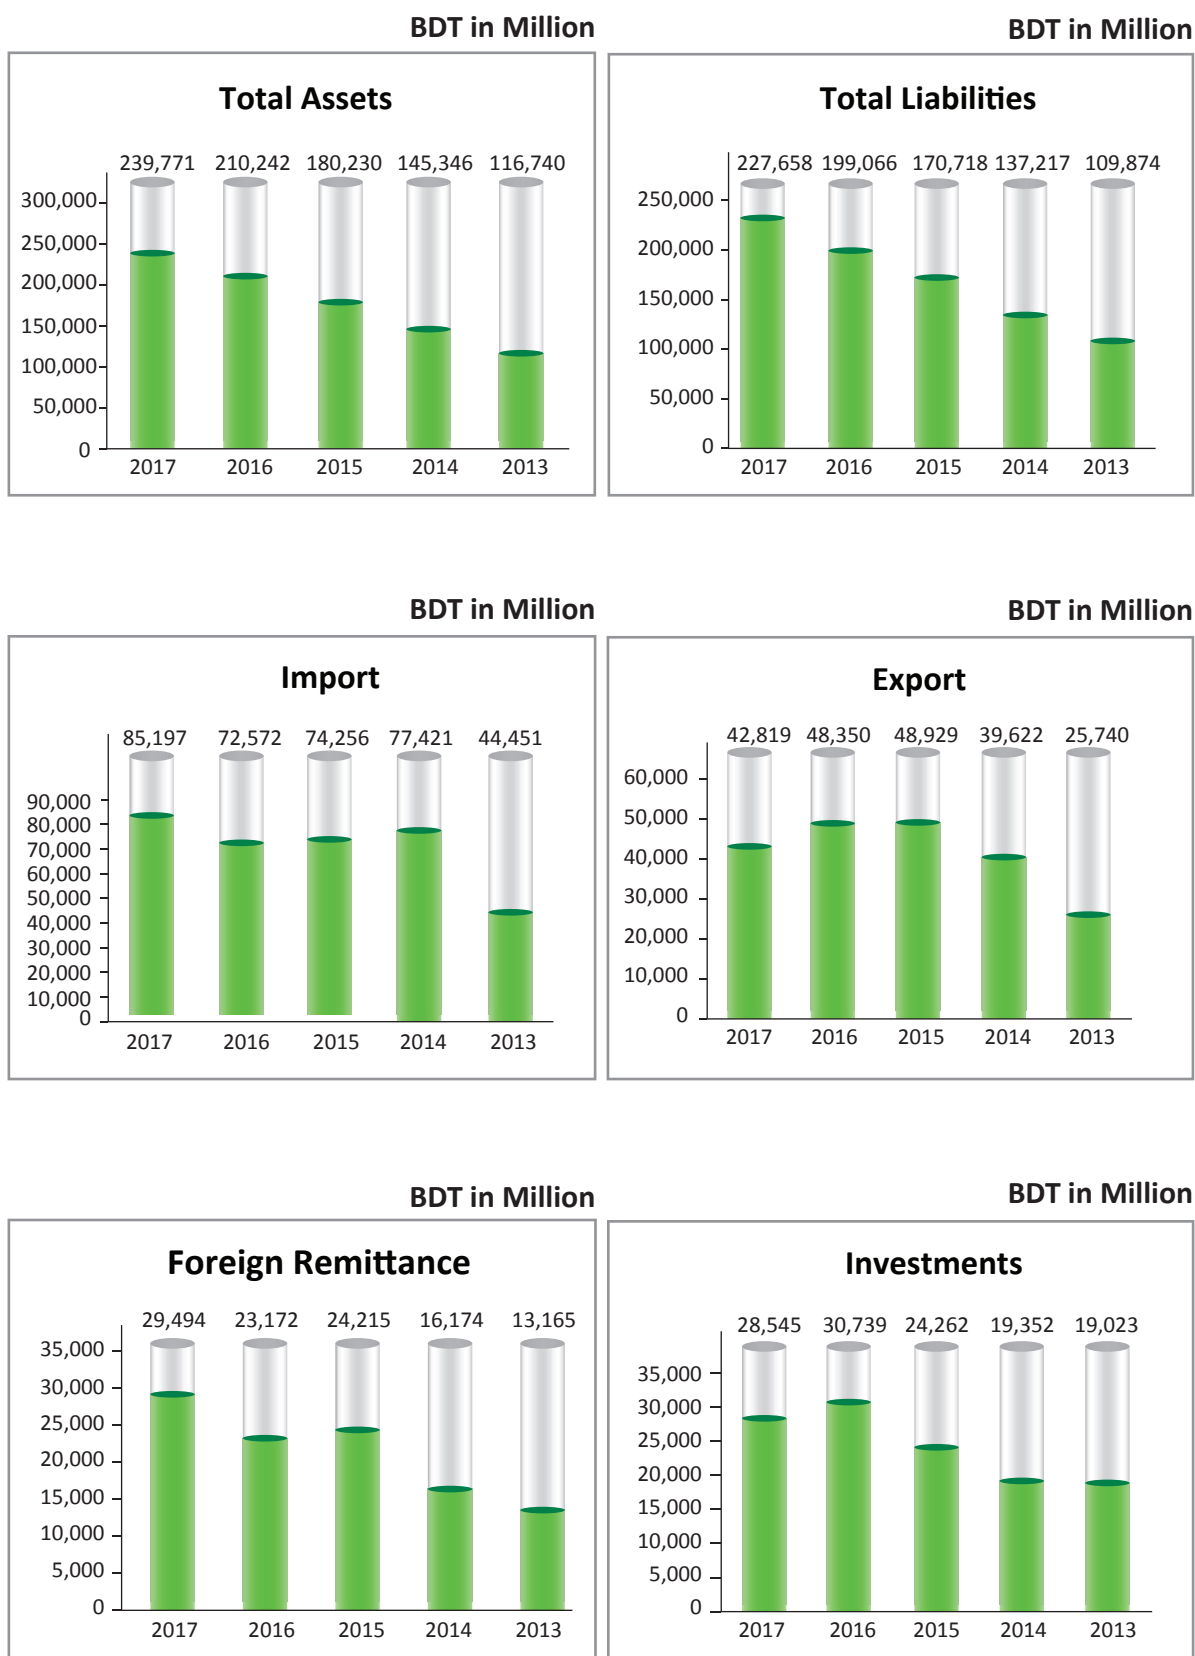 BDT in Million
Total Assets
239,771 210,242 180,230 145,346 116,740
300,000
250,000
200,000
150,000
100,000
50,000
0
2017 2016 2015 2014 2013
BDT in Million
Total Liabilities
227,658 199,066 170,718 137,217 109,874
250,000
200,000
150,000
100,000
50,000
0
2017 2016 2015 2014 2013
BDT in Million
Import
85,197 72,572 74,256 77,421 44,451
90,000
80,000
70,000
60,000
50,000
40,000
30,000
20,000
10,000
0
2017 2016 2015 2014 2013
BDT in Million
Export
42,819 48,350 48,929 39,622 25,740
60,000
50,000
40,000
30,000
20,000
10,000
0
2017 2016 2015 2014 2013
BDT in Million
Foreign Remittance
29,494 23,172 24,215 16,174 13,165
35,000
30,000
25,000
20,000
15,000
10,000
5,000
0
2017 2016 2015 2014 2013
BDT in Million
Investments
28,545 30,739 24,262 19,352 19,023
35,000
30,000
25,000
20,000
15,000
10,000
5,000
0
2017 2016 2015 2014 2013